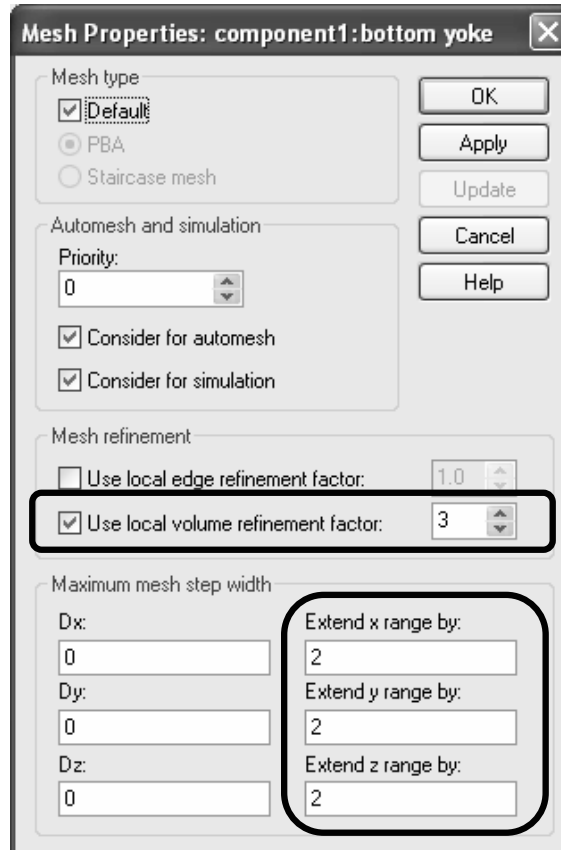 Mesh Properties: component1:bottom yoke
Mesh type
Default
PBA
Staircase mesh
OK
Apply
Update
Cancel
Help
Automesh and simulation
Priority:
0
Consider for automesh
Consider for simulation
Mesh refinement
Use local edge refinement factor: 1.0
Use local volume refinement factor: 3
Maximum mesh step width
Dx: Extend x range by:
0 2
Dy: Extend y range by:
0 2
Dz: Extend z range by:
0 2